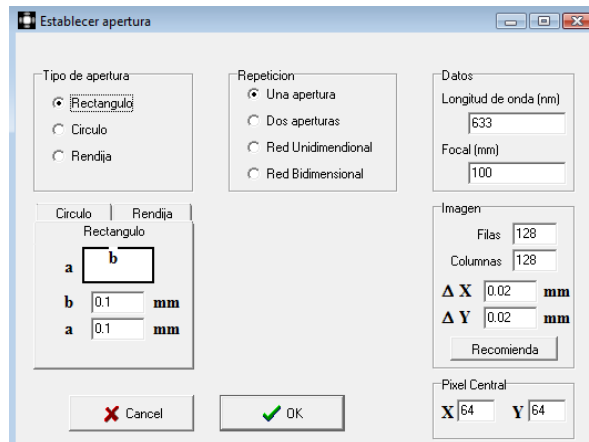 Establecer apertura
Tipo de apertura
Rectangulo
Circulo
Rendija
Repeticion
Una apertura
Dos aperturas
Red Unidimendional
Red Bidimensional
Datos
Longitud de onda (nm)
633
Focal (mm)
100
Circulo Rendija
Rectangulo
a b
b 0.1 mm
a 0.1 mm
Imagen
Filas 128
Columnas 128
Δ X 0.02 mm
Δ Y 0.02 mm
Recomienda
Pixel Central
X 64 Y 64
Cancel
OK